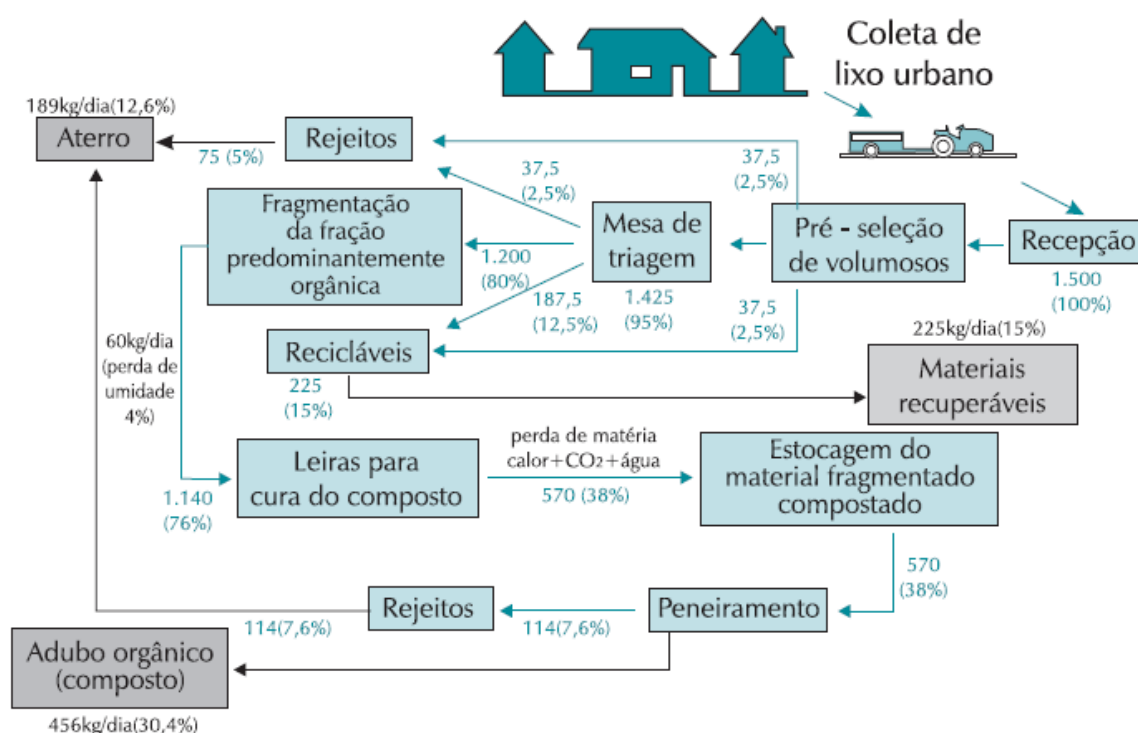 Coleta de
lixo urbano
189kg/dia(12,6%)
Aterro
75 (5%)
Rejeitos
37,5
(2,5%)
37,5
(2,5%)
Fragmentação
da fração
predominantemente
orgânica
1.200
(80%)
Mesa de
triagem
1.425
(95%)
Pré - seleção
de volumosos
Recepção
1.500
(100%)
187,5
(12,5%)
37,5
(2,5%)
60kg/dia
(perda de
umidade
4%)
Recicláveis
225
(15%)
225kg/dia(15%)
Materiais
recuperáveis
1.140
(76%)
Leiras para
cura do composto
perda de matéria
calor+CO2+água
570 (38%)
Estocagem do
material fragmentado
compostado
570
(38%)
Peneiramento
114(7,6%)
Rejeitos
114(7,6%)
Adubo orgânico
(composto)
456kg/dia(30,4%)